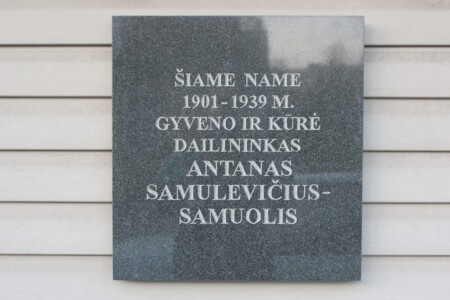 ŠIAME NAME
1901-1939 M.
GYVENO IR KŪRĖ
DAILININKAS
ANTANAS
SAMULEVIČIUS-
SAMUOLIS